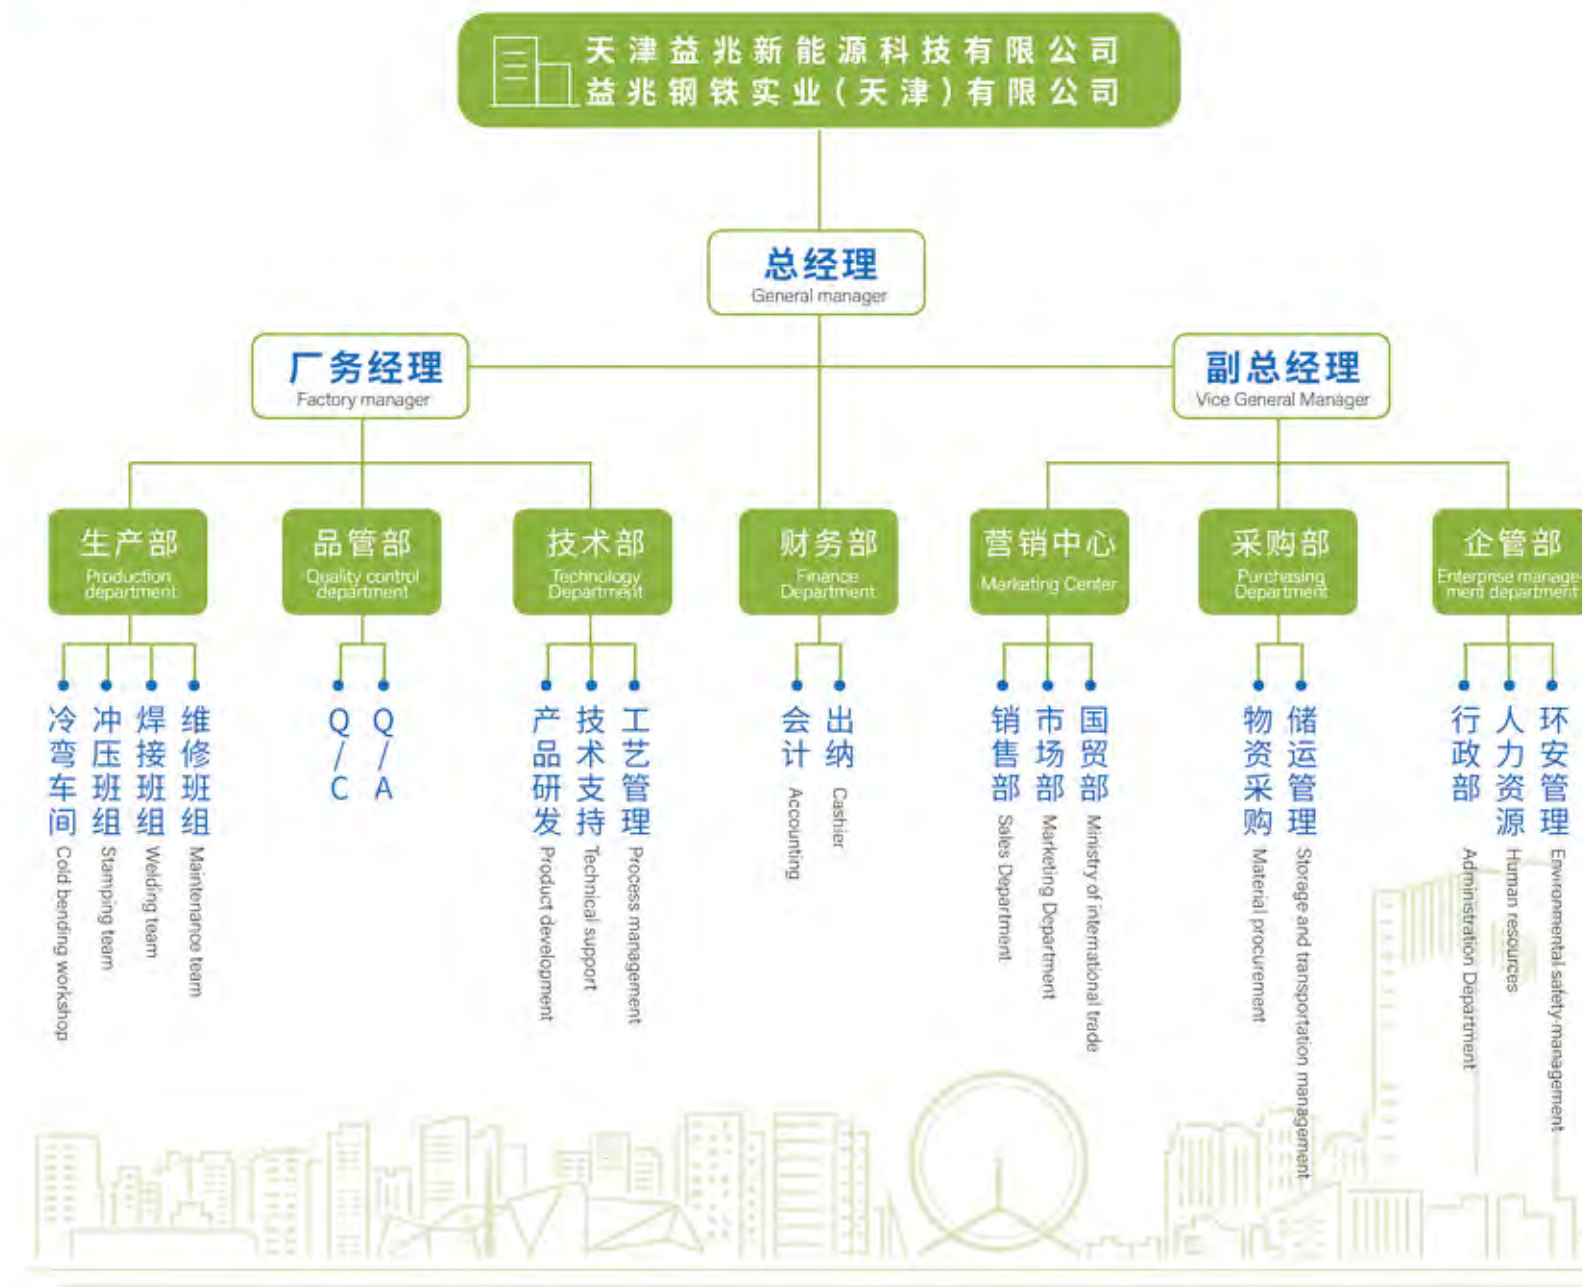 天津益兆新能源科技有限公司
益兆钢铁实业(天津)有限公司
总经理
General manager
厂务经理
Factory manager
副总经理
Vice General Manager
生产部
Production
department
品管部
Quality control
department
技术部
Technology
Department
财务部
Finance
Department
营销中心
Marketing Center
采购部
Purchasing
Department
企管部
Enterprise manage-
ment department
冷弯车间
Cold bending workshop
冲压班组
Stamping team
焊接班组
Welding team
维修班组
Maintenance team
Q/C
Q/A
产品研发
Product development
技术支持
Technical support
工艺管理
Process management
会计
Accounting
出纳
Cashier
销售部
Sales Department
市场部
Marketing Department
国贸部
Ministry of international trade
物资采购
Material procurement
储运管理
Storage and transportation management
行政部
Administration Department
人力资源
Human resources
环安管理
Environmental safety management